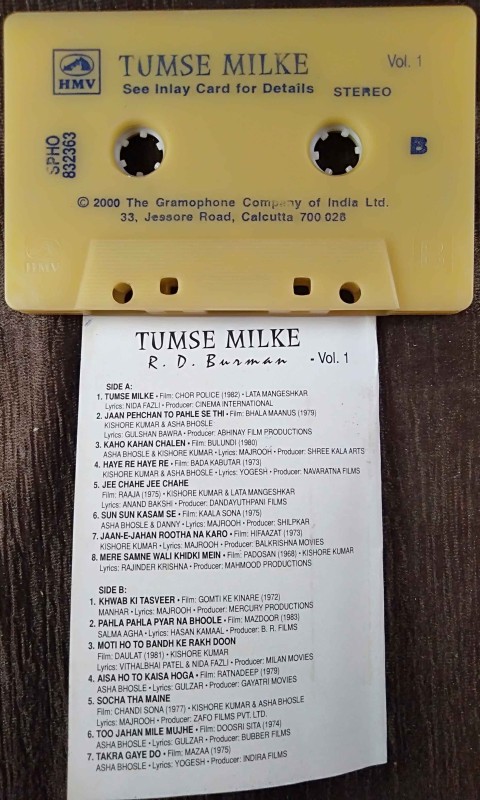 HMV
TUMSE MILKE
Vol. 1
See Inlay Card for Details STEREO
SPHO
832363
B
© 2000 The Gramophone Company of India Ltd.
33, Jessore Road, Calcutta 700 028
HMV
TUMSE MILKE
R. D. Burman - Vol. 1
SIDE A:
1. TUMSE MILKE • Film: CHOR POLICE (1982) • LATA MANGESHKAR
Lyrics: NIDA FAZLI • Producer: CINEMA INTERNATIONAL
2. JAAN PEHCHAN TO PAHLE SE THI • Film: BHALA MAANUS (1979)
KISHORE KUMAR & ASHA BHOSLE
Lyrics: GULSHAN BAWRA • Producer: ABHINAY FILM PRODUCTIONS
3. KAHO KAHAN CHALEN • Film: BULUNDI (1980)
ASHA BHOSLE & KISHORE KUMAR • Lyrics: MAJROOH • Producer: SHREE KALA ARTS
4. HAYE RE HAYE RE • Film: BADA KABUTAR (1973)
KISHORE KUMAR & ASHA BHOSLE • Lyrics: YOGESH • Producer: NAVARATNA FILMS
5. JEE CHAHE JEE CHAHE
Film: RAAJA (1975) • KISHORE KUMAR & LATA MANGESHKAR
Lyrics: ANAND BAKSHI • Producer: DANDAYUTHPANI FILMS
6. SUN SUN KASAM SE • Film: KAALA SONA (1975)
ASHA BHOSLE & DANNY • Lyrics: MAJROOH • Producer: SHILPKAR
7. JAAN-E-JAHAN ROOTHA NA KARO • Film: HIFAAZAT (1973)
KISHORE KUMAR • Lyrics: MAJROOH • Producer: BALKRISHNA MOVIES
8. MERE SAMNE WALI KHIDKI MEIN • Film: PADOSAN (1968) • KISHORE KUMAR
Lyrics: RAJINDER KRISHNA • Producer: MAHMOOD PRODUCTIONS
SIDE B:
1. KHWAB KI TASVEER • Film: GOMTI KE KINARE (1972)
MANHAR • Lyrics: MAJROOH • Producer: MERCURY PRODUCTIONS
2. PAHLA PAHLA PYAR NA BHOOLE • Film: MAZDOOR (1983)
SALMA AGHA • Lyrics: HASAN KAMAAL • Producer: B. R. FILMS
3. MOTI HO TO BANDH KE RAKH DOON
Film: DAULAT (1981) • KISHORE KUMAR
Lyrics: VITHALBHAI PATEL & NIDA FAZLI • Producer: MILAN MOVIES
4. AISA HO TO KAISA HOGA • Film: RATNADEEP (1979)
ASHA BHOSLE • Lyrics: GULZAR • Producer: GAYATRI MOVIES
5. SOCHA THA MAINE
Film: CHANDI SONA (1977) • KISHORE KUMAR & ASHA BHOSLE
Lyrics: MAJROOH • Producer: ZAFO FILMS PVT. LTD.
6. TOO JAHAN MILE MUJHE • Film: DOOSRI SITA (1974)
ASHA BHOSLE • Lyrics: GULZAR • Producer: BUBBER FILMS
7. TAKRA GAYE DO • Film: MAZAA (1975)
ASHA BHOSLE • Lyrics: YOGESH • Producer: INDIRA FILMS